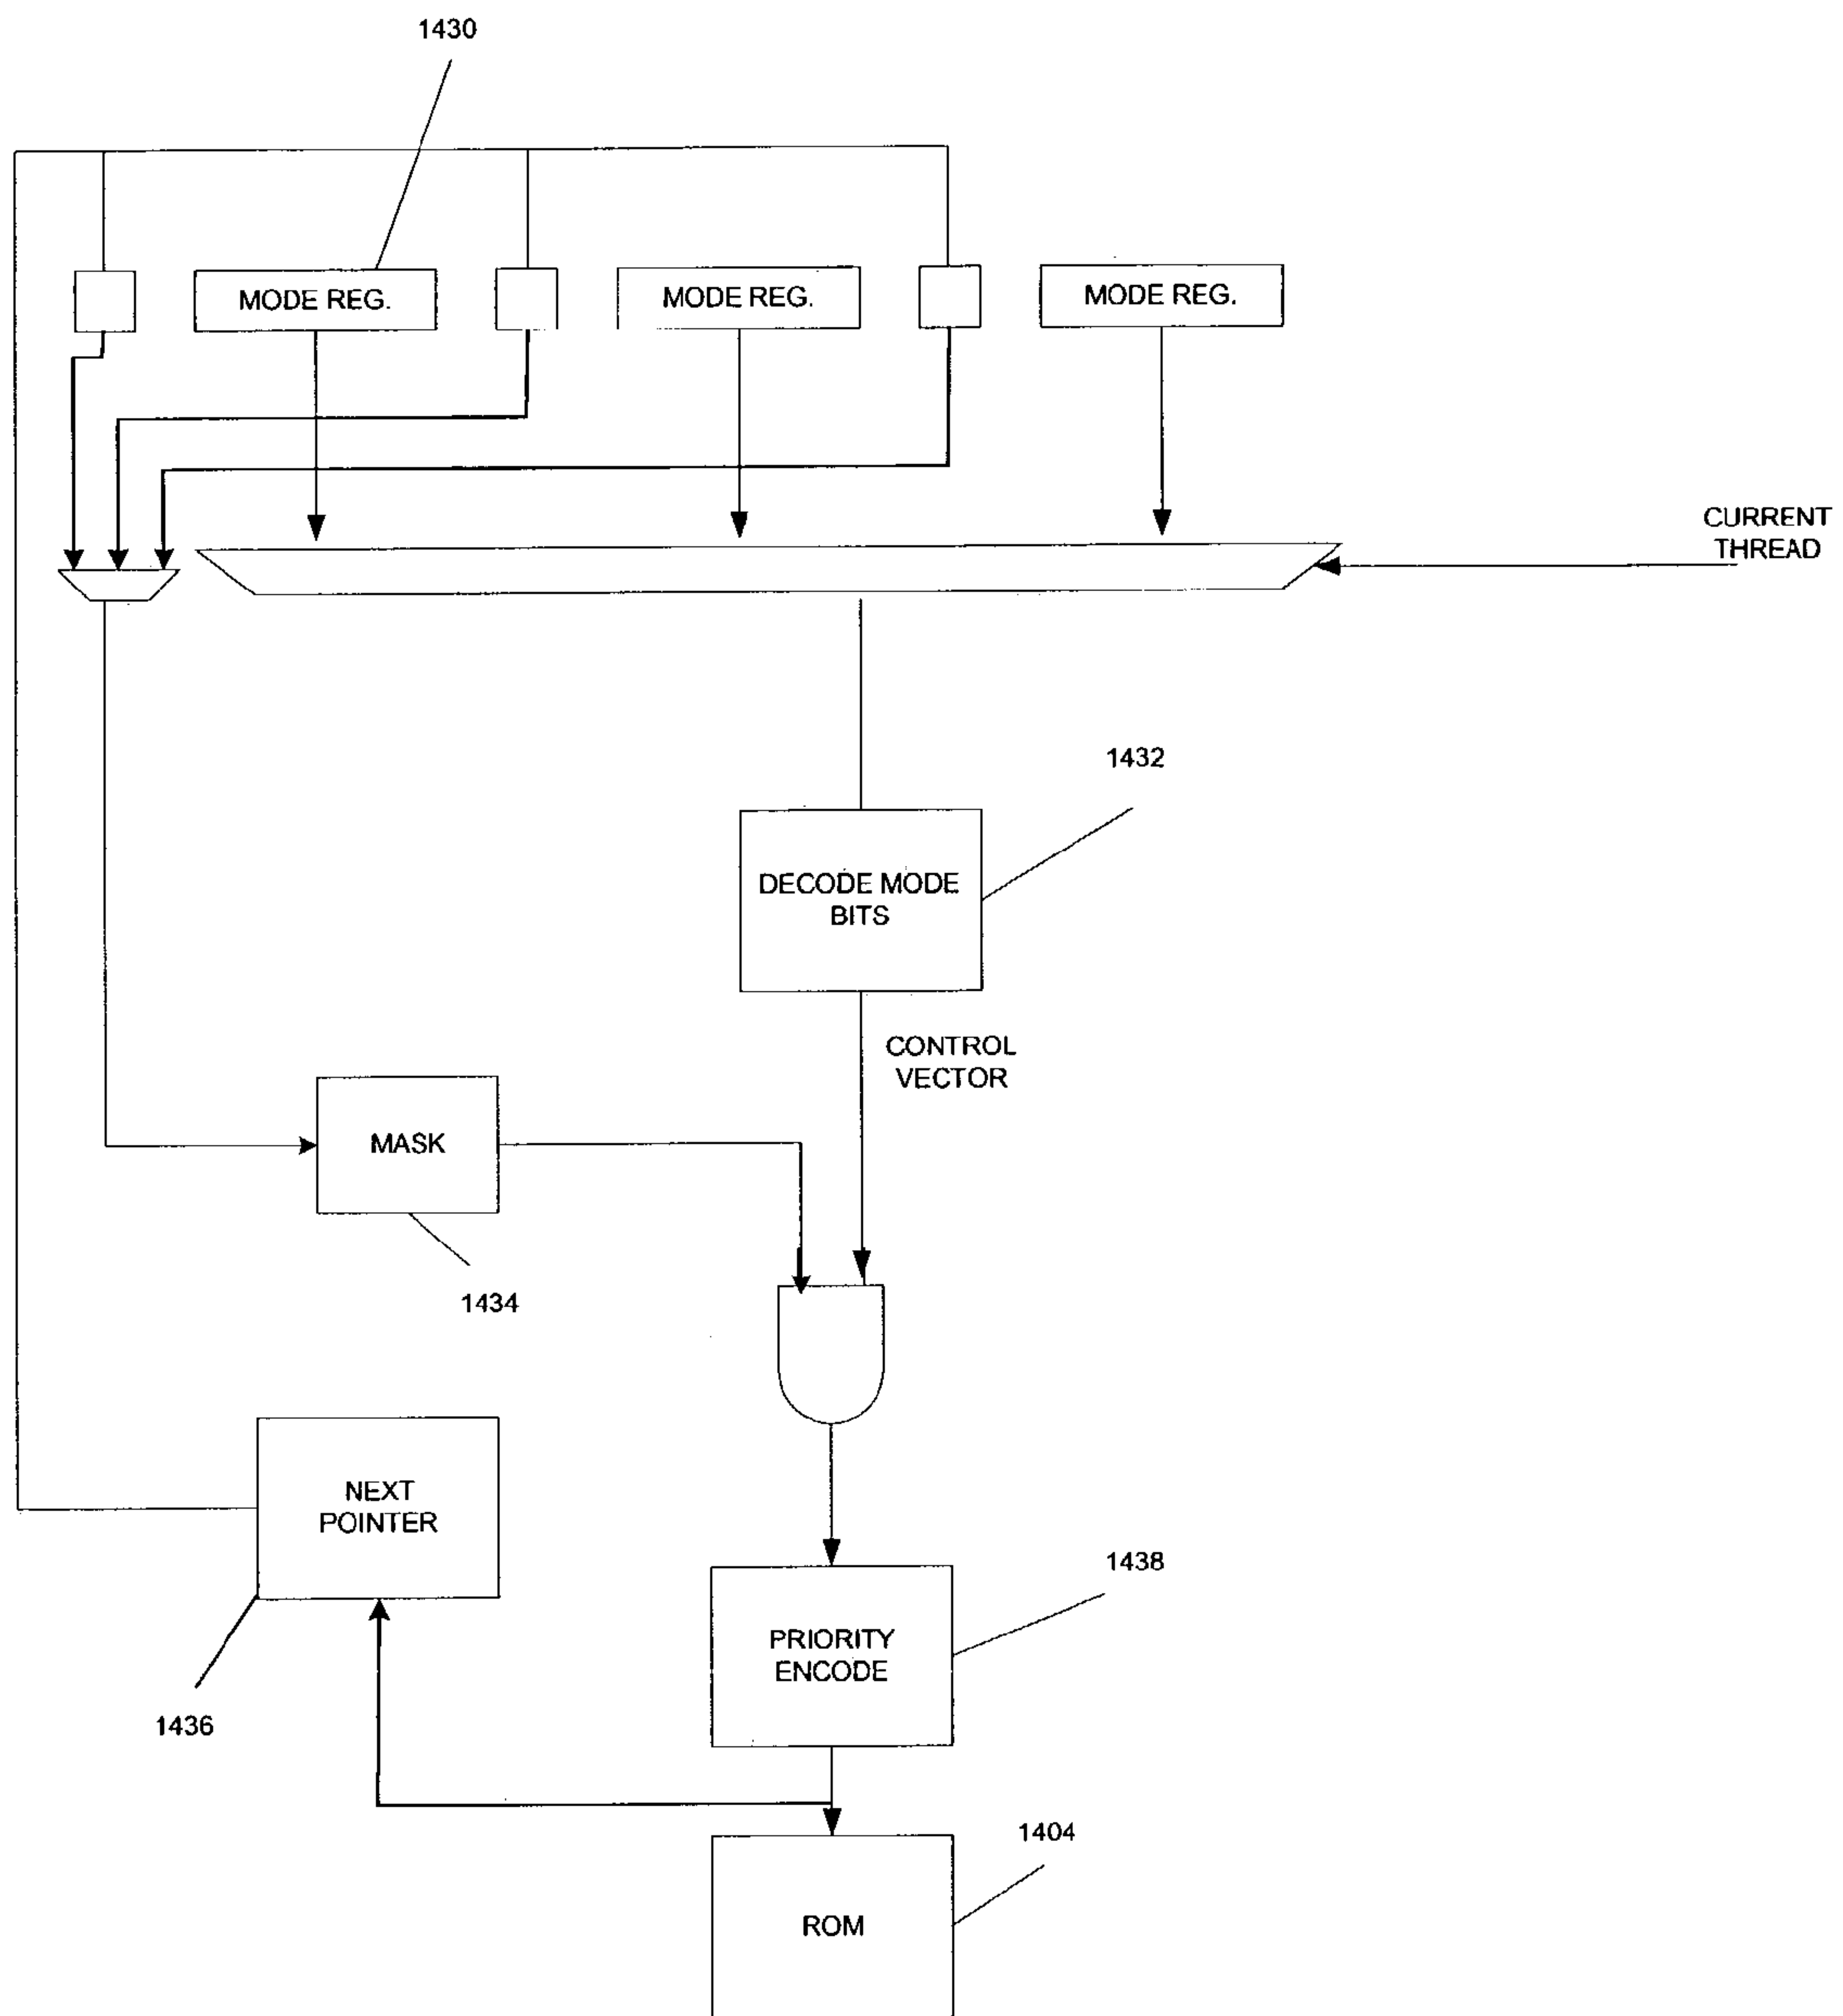 1430
MODE REG.
MODE REG.
MODE REG.
CURRENT
THREAD
1432
DECODE MODE
BITS
CONTROL
VECTOR
MASK
1434
NEXT
POINTER
1436
1438
PRIORITY
ENCODE
1404
ROM